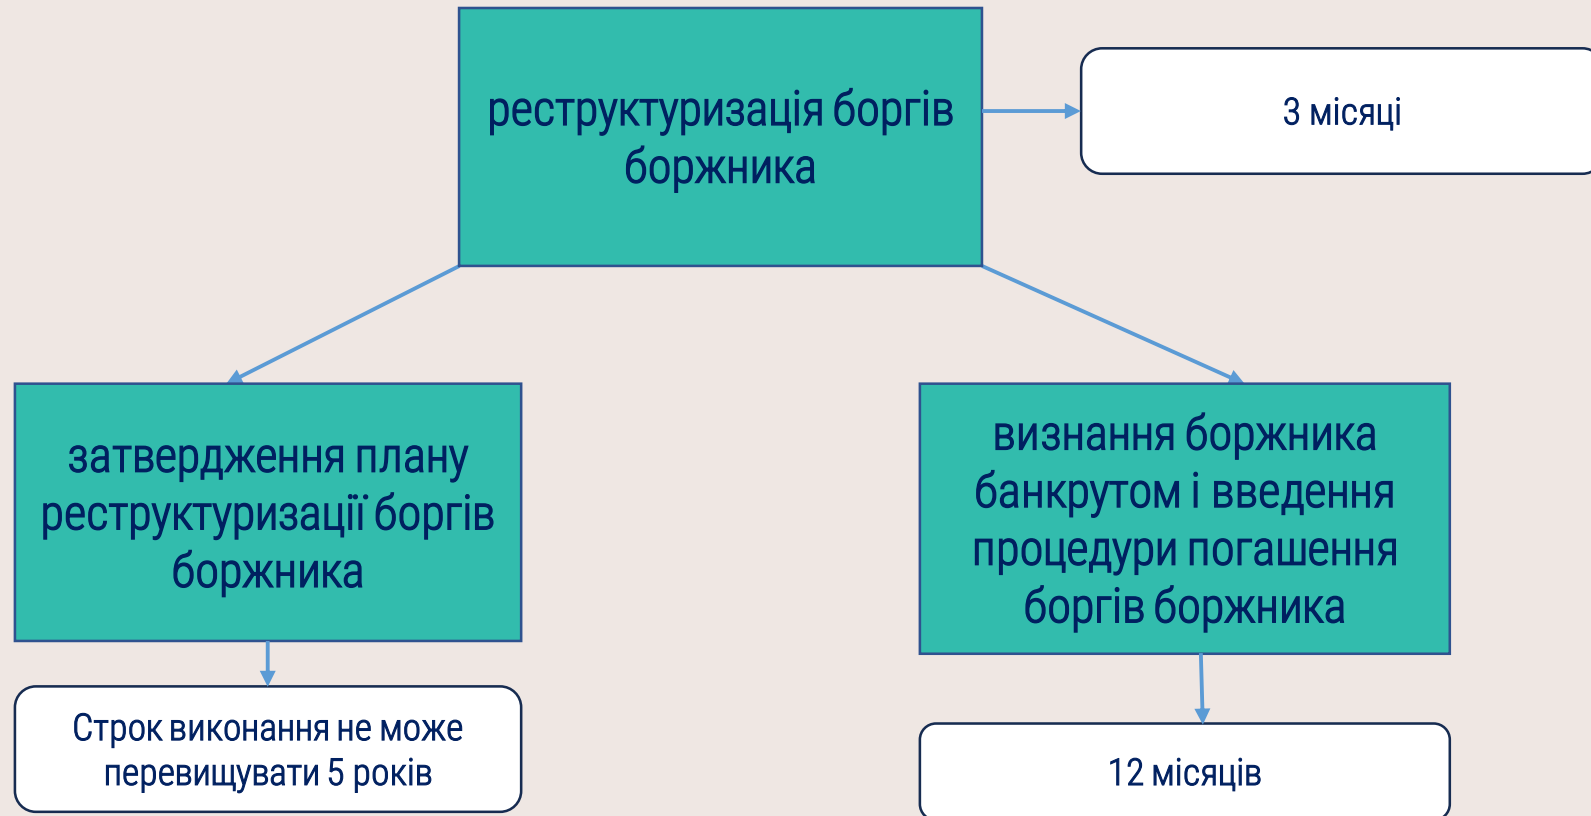 реструктуризація боргів
боржника
3 місяці
затвердження плану
реструктуризації боргів
боржника
визнання боржника
банкрутом і введення
процедури погашення
боргів боржника
Строк виконання не може
перевищувати 5 років
12 місяців